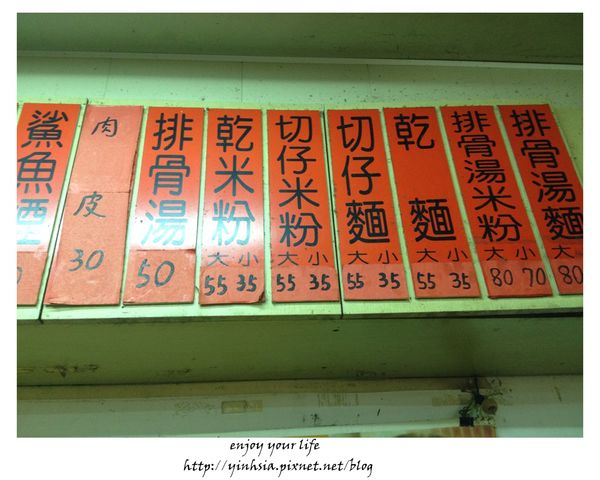 排骨湯麵
大
80
排骨湯米粉
大 小
80 70
乾麵
大 小
55 35
切仔麵
大 小
55 35
切仔米粉
大 小
55 35
乾米粉
大 小
55 35
排骨湯
50
肉皮
30
鯊魚煙
enjoy your life
http://yinhsia.pixnet.net/blog